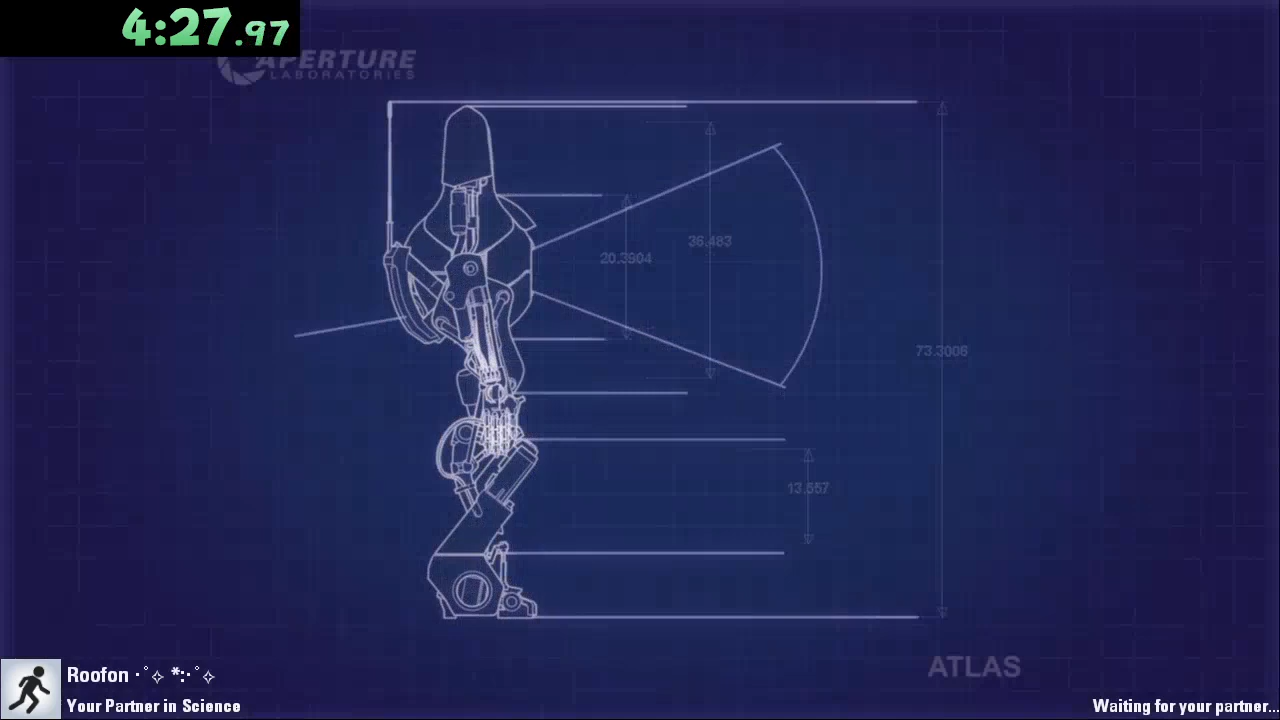 4:27.97
APERTURE
LABORATORIES
36.483
20.3904
73.3006
13.657
ATLAS
Roofon ·˚✧ *:·˚✧
Your Partner in Science
Waiting for your partner...